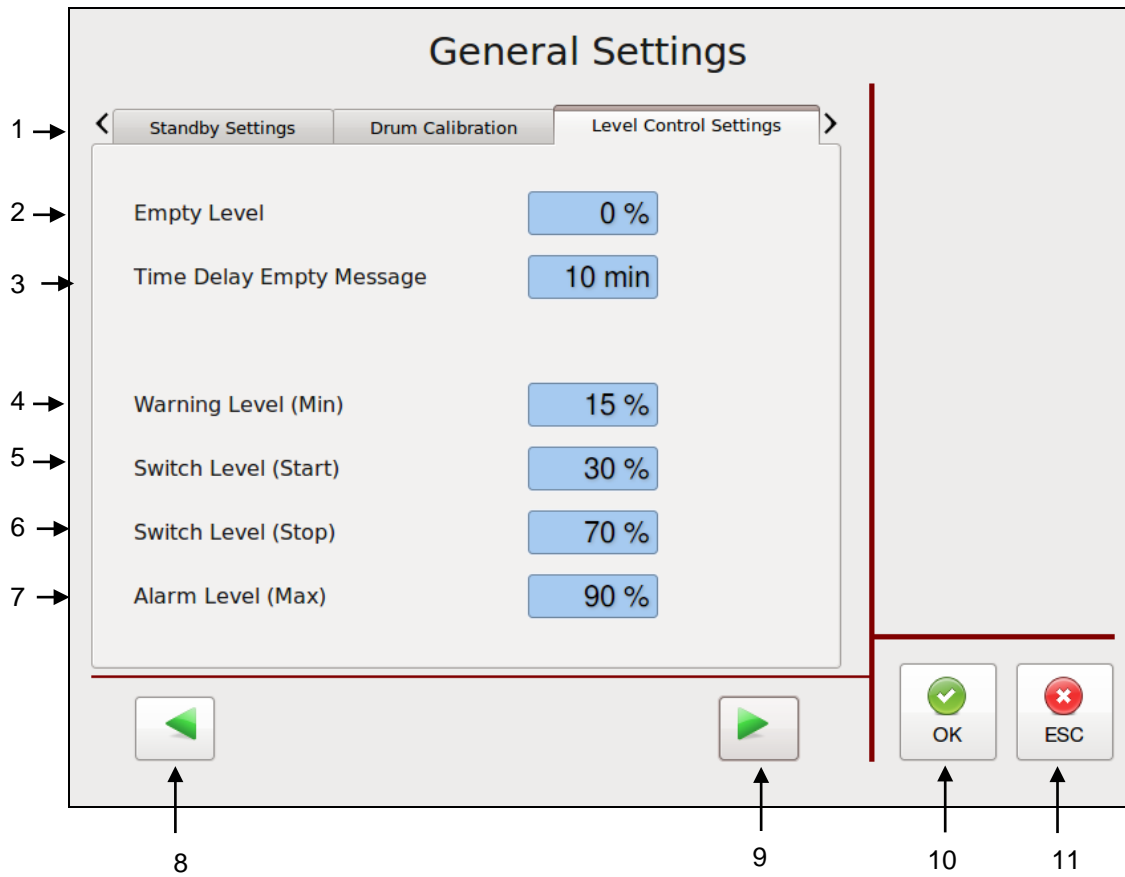 General Settings
1
Standby Settings Drum Calibration Level Control Settings
2 Empty Level 0 %
3 Time Delay Empty Message 10 min
4 Warning Level (Min) 15 %
5 Switch Level (Start) 30 %
6 Switch Level (Stop) 70 %
7 Alarm Level (Max) 90 %
OK ESC
8 9 10 11